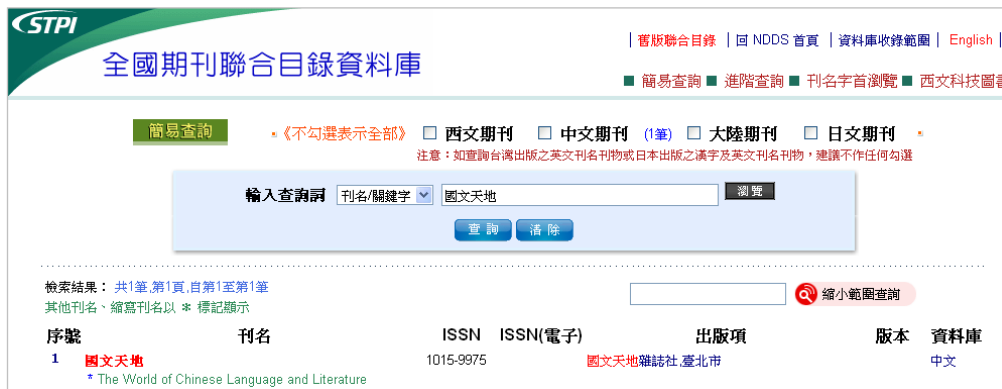 STPI
全國期刊聯合目錄資料庫
| 舊版聯合目錄 | 回 NDDS 首頁 | 資料庫收錄範圍 | English |
■ 簡易查詢 ■ 進階查詢 ■ 刊名字首瀏覽 ■ 西文科技圖書
簡易查詢 《不勾選表示全部》 西文期刊 中文期刊 (1筆) 大陸期刊 日文期刊
注意：如查詢台灣出版之英文刊名刊物或日本出版之漢字及英文刊名刊物，建議不作任何勾選
輸入查詢詞 刊名/關鍵字 國文天地 瀏覽
查詢 清除
檢索結果： 共1筆,第1頁,自第1至第1筆
其他刊名、縮寫刊名以 * 標記顯示
縮小範圍查詢
序號 刊名 ISSN ISSN(電子) 出版項 版本 資料庫
1 國文天地 1015-9975 國文天地雜誌社,臺北市 中文
* The World of Chinese Language and Literature